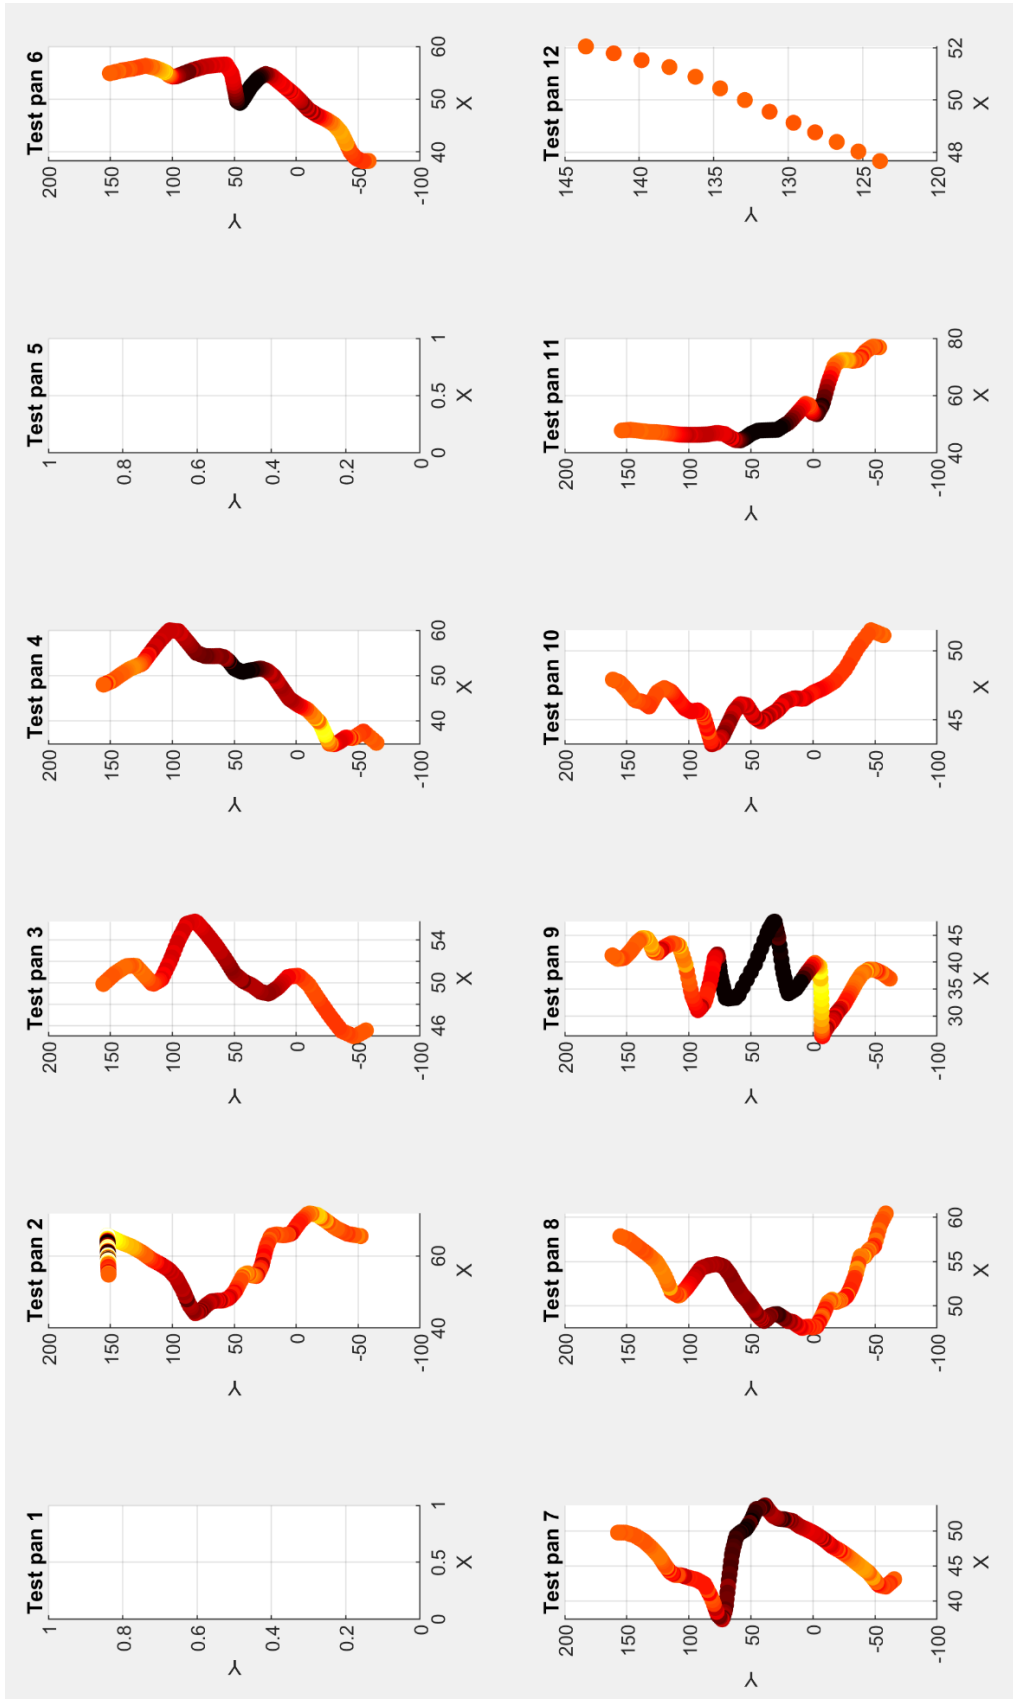 Test pan 1
1
0.8
0.6
0.4
0.2
0
Y
0 0.5 1
X
Test pan 2
200
150
100
50
0
-50
-100
Y
40 60
X
Test pan 3
200
150
100
50
0
-50
-100
Y
46 50 54
X
Test pan 4
200
150
100
50
0
-50
-100
Y
40 50 60
X
Test pan 5
1
0.8
0.6
0.4
0.2
0
Y
0 0.5 1
X
Test pan 6
200
150
100
50
0
-50
-100
Y
40 50 60
X
Test pan 7
200
150
100
50
0
-50
-100
Y
40 45 50
X
Test pan 8
200
150
100
50
0
-50
-100
Y
50 55 60
X
Test pan 9
200
150
100
50
0
-50
-100
Y
30 35 40 45
X
Test pan 10
200
150
100
50
0
-50
-100
Y
45 50
X
Test pan 11
200
150
100
50
0
-50
-100
Y
40 60 80
X
Test pan 12
145
140
135
130
125
120
Y
48 50 52
X